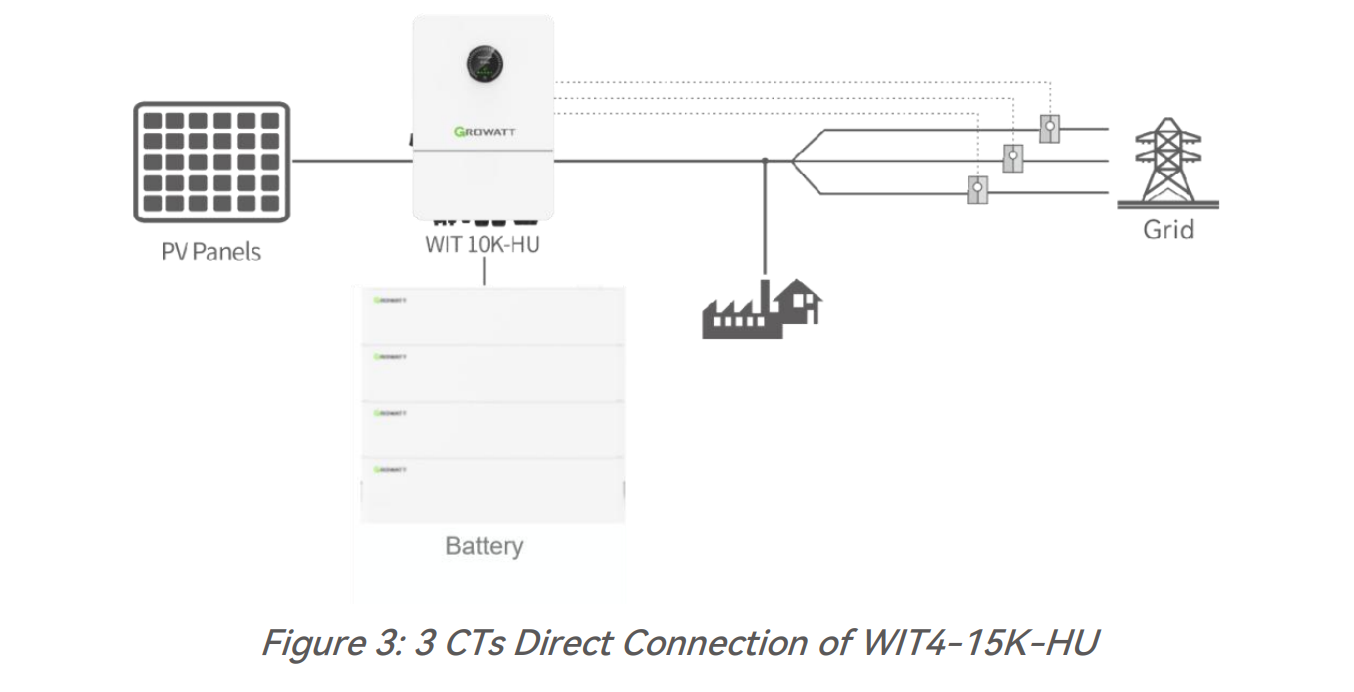 GROWATT
PV Panels
WIT 10K-HU
Grid
GROWATT
GROWATT
GROWATT
GROWATT
Battery
Figure 3: 3 CTs Direct Connection of WIT4-15K-HU